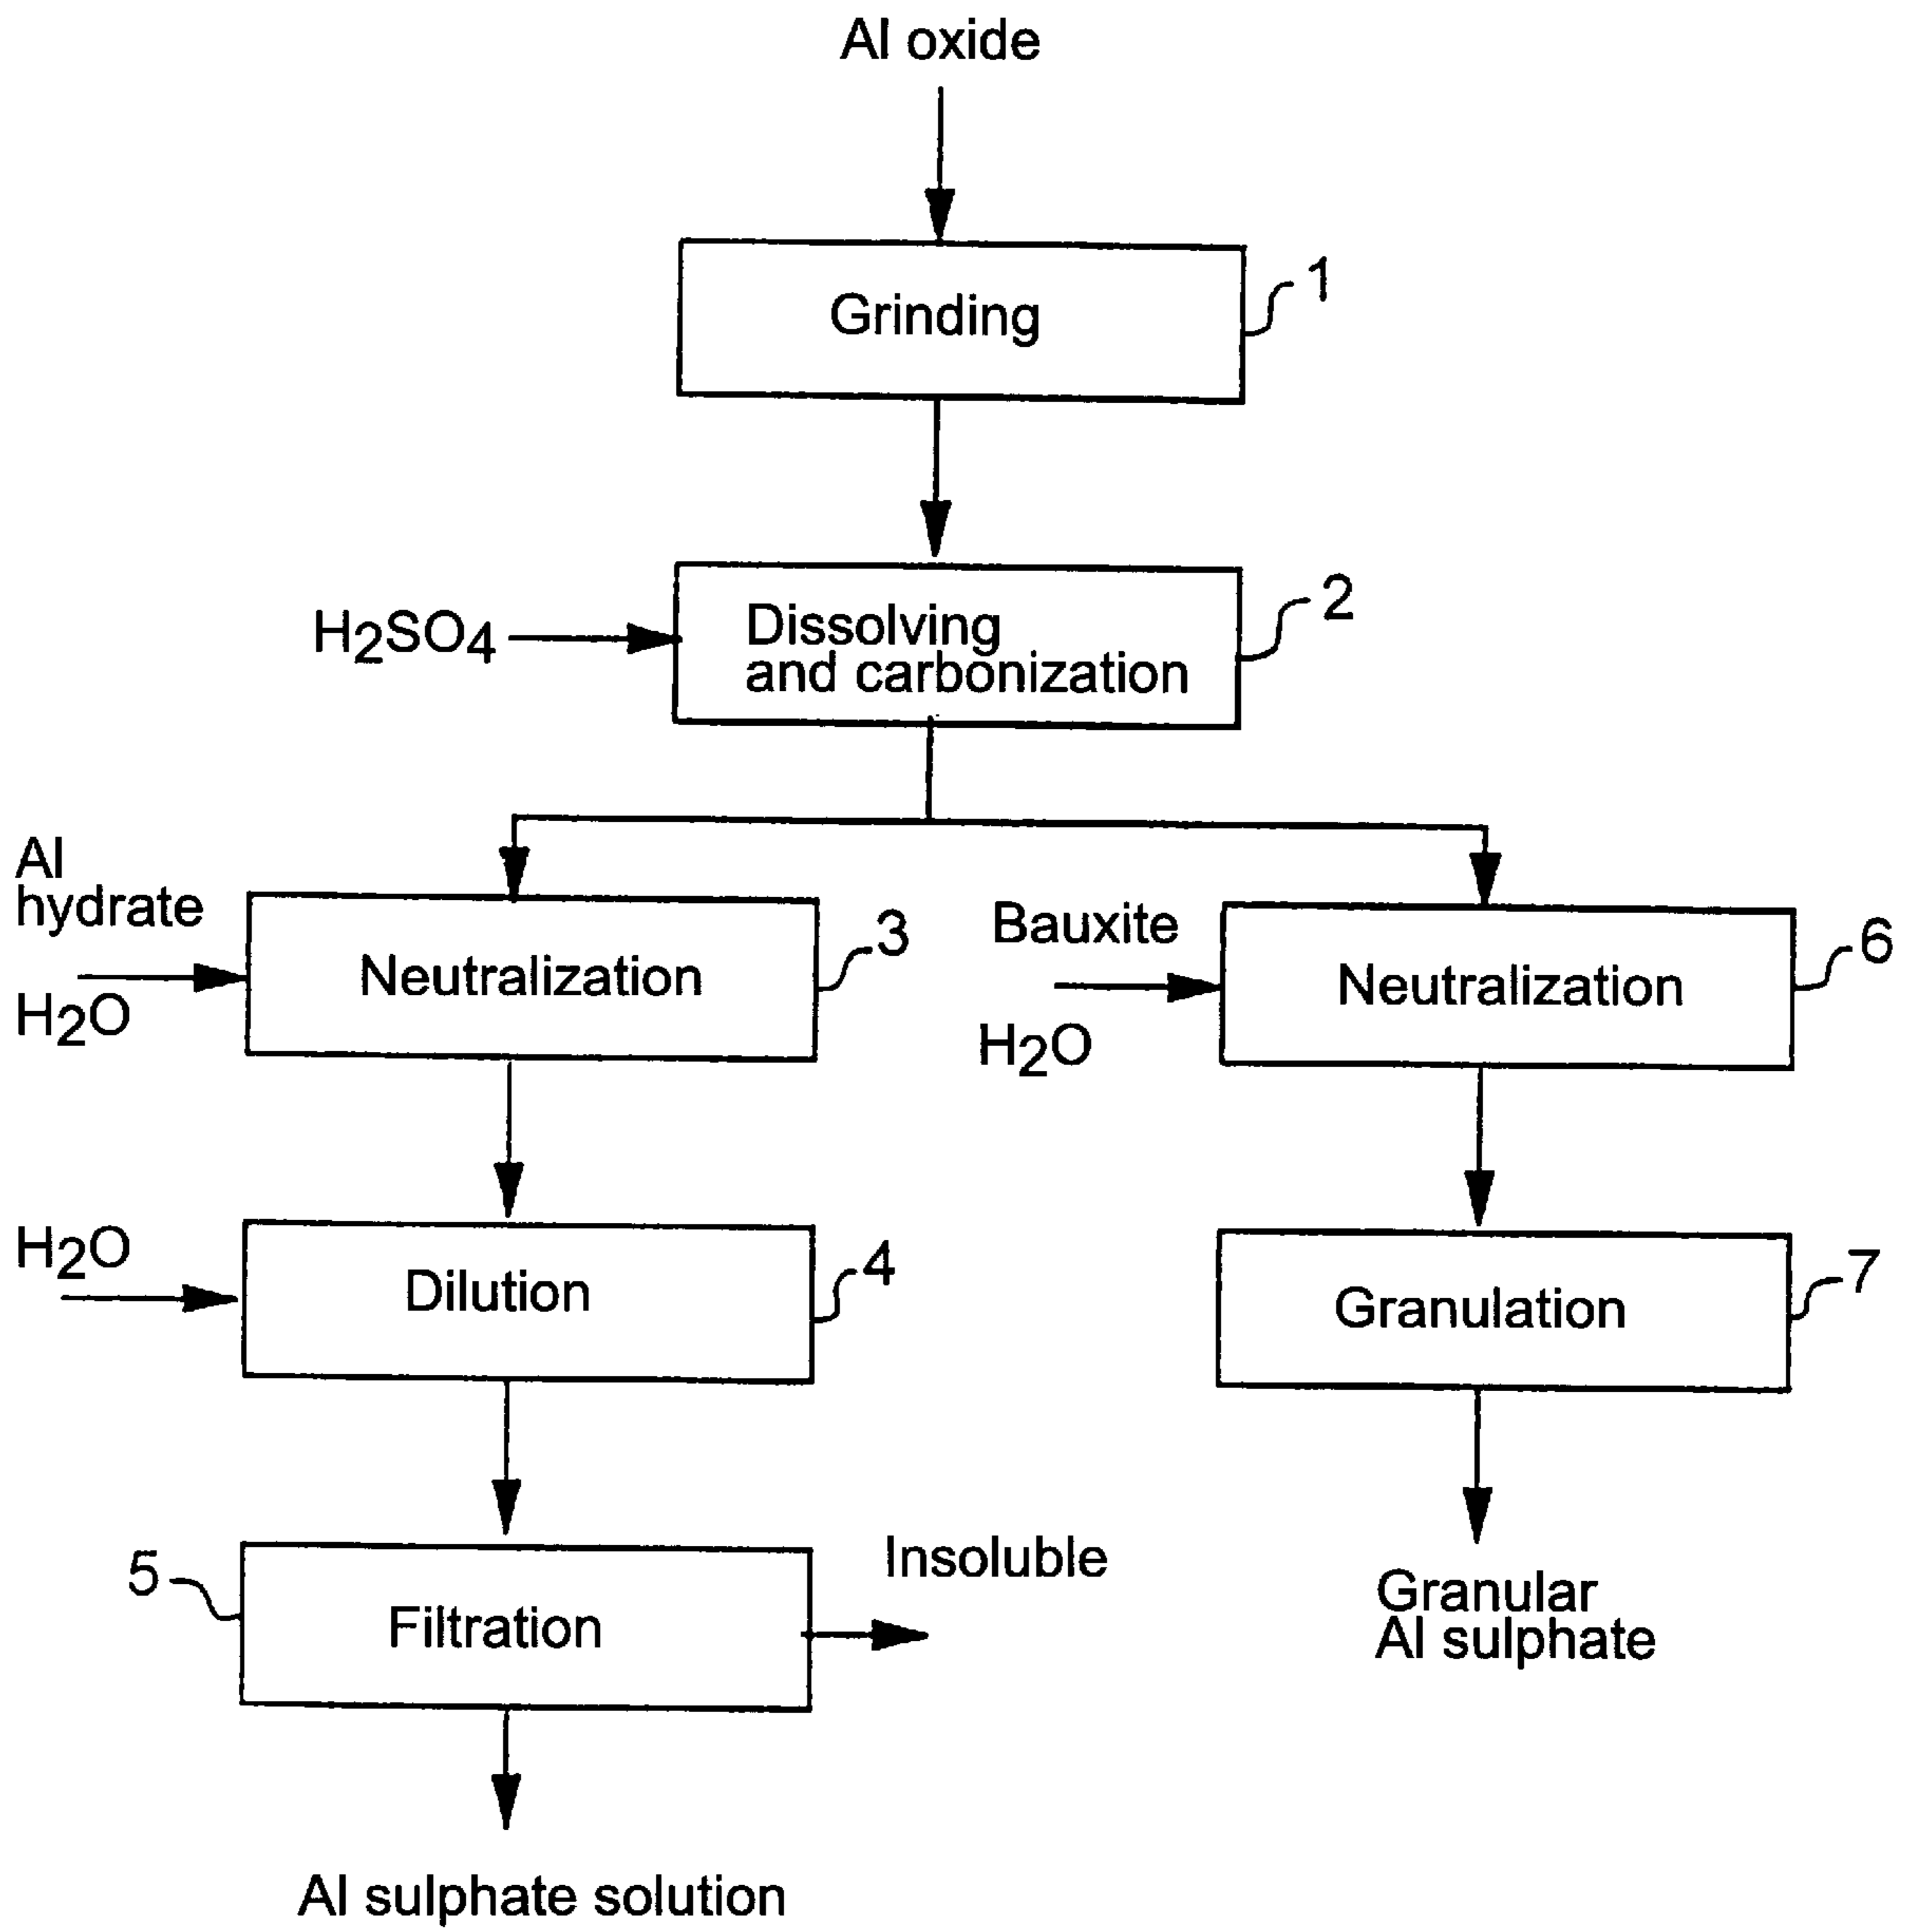 Al oxide
Grinding
1
H2SO4
Dissolving
and carbonization
2
Al
hydrate
H2O
Neutralization
3
Bauxite
H2O
Neutralization
6
H2O
Dilution
4
Granulation
7
5
Filtration
Insoluble
Granular
Al sulphate
Al sulphate solution